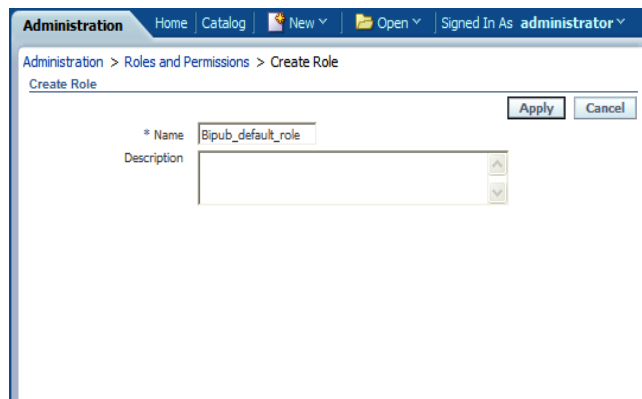 Administration Home Catalog New Open Signed In As administrator
Administration > Roles and Permissions > Create Role
Create Role
Apply Cancel
* Name Bipub_default_role
Description